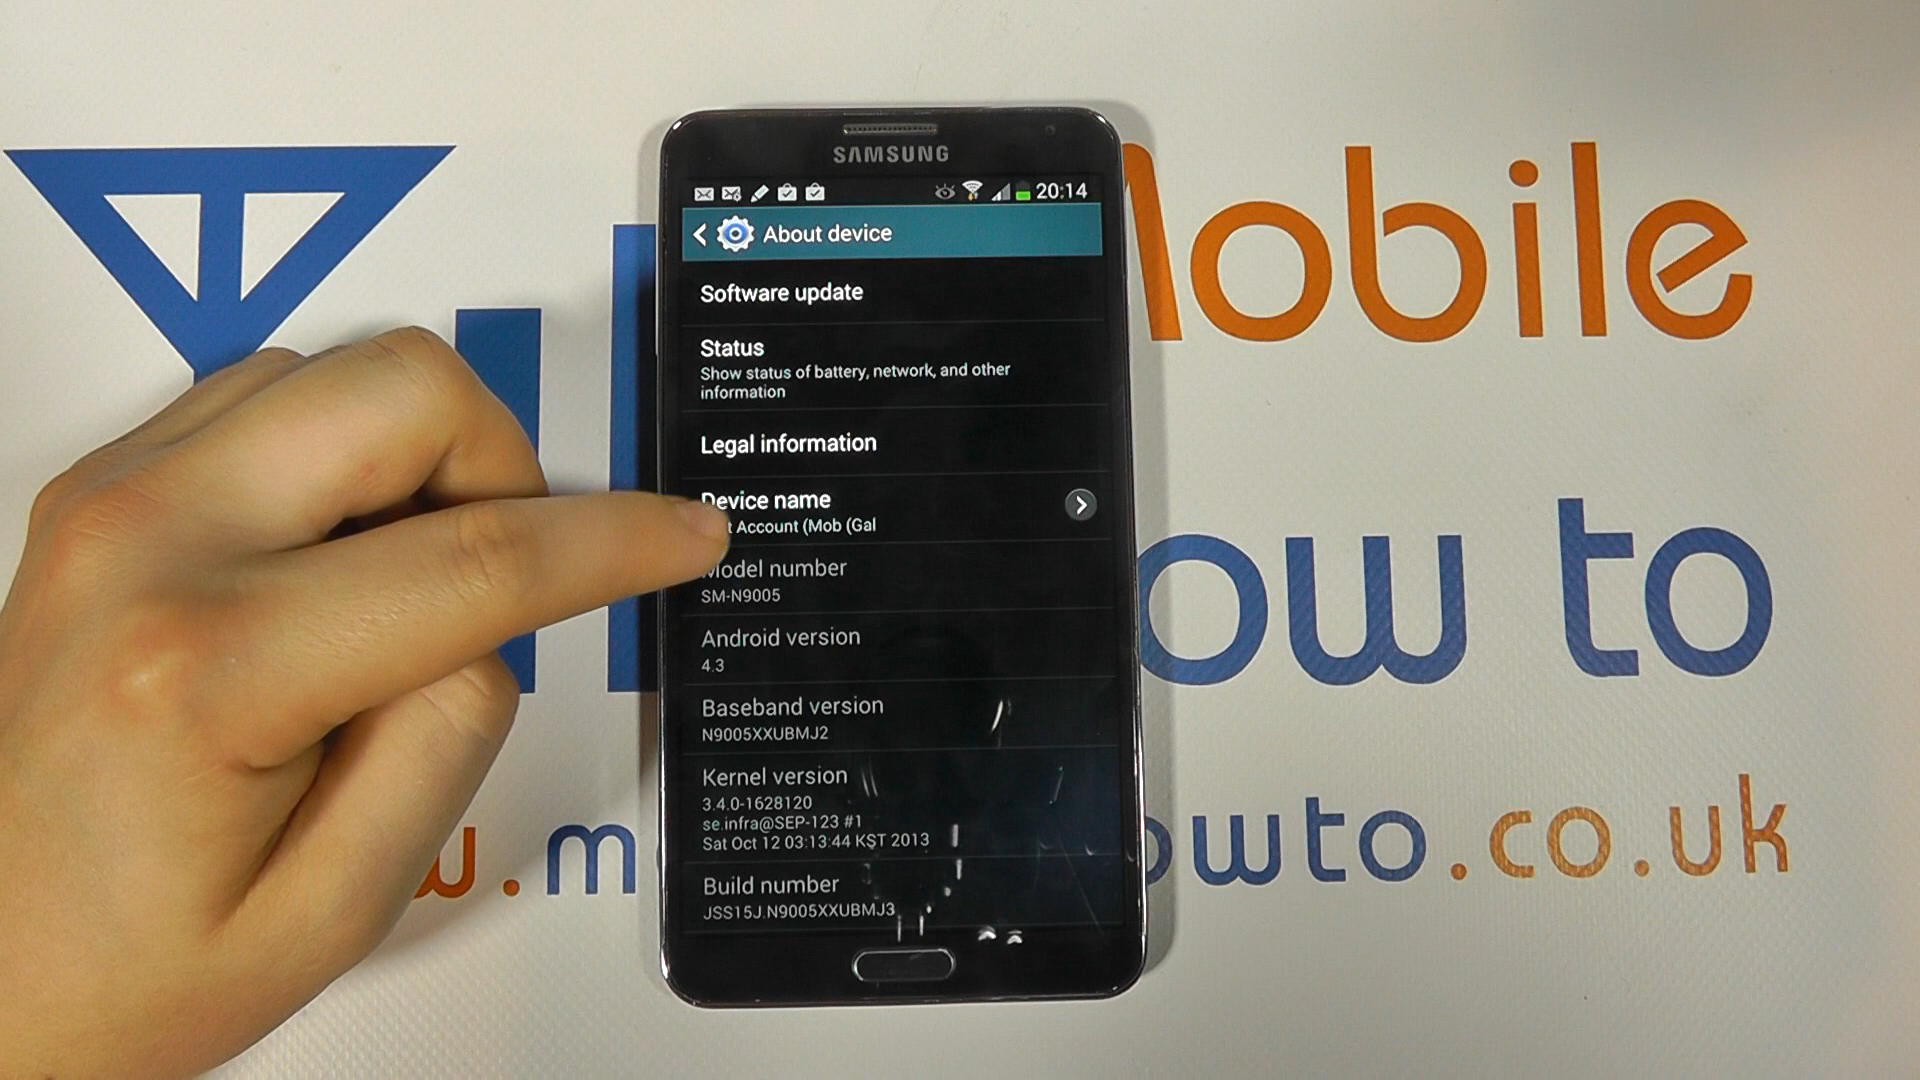 SAMSUNG
20:14
About device
Software update
Status
Show status of battery, network, and other
information
Legal information
Device name
Account (Mob (Gal
Model number
SM-N9005
Android version
4.3
Baseband version
N9005XXUBMJ2
Kernel version
3.4.0-1628120
se.infra@SEP-123 #1
Sat Oct 12 03:13:44 KST 2013
Build number
JSS15J.N9005XXUBMJ3
Mobile
ow to
w.m
owto.co.uk